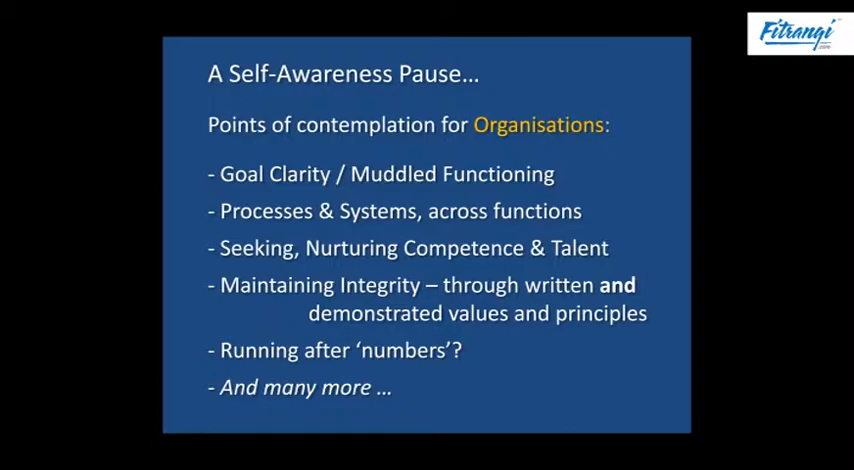 Fitrangi
.com
A Self-Awareness Pause…
Points of contemplation for Organisations:
- Goal Clarity / Muddled Functioning
- Processes & Systems, across functions
- Seeking, Nurturing Competence & Talent
- Maintaining Integrity – through written and
demonstrated values and principles
- Running after ‘numbers’?
- And many more …